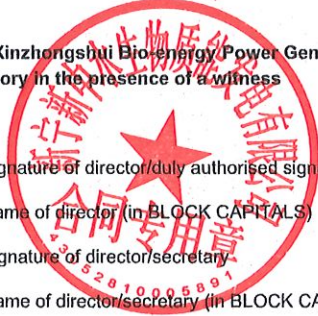 Xinzhongshui Bio-energy Power Gen
ory in the presence of a witness
gnature of director/duly authorised sign
ame of director (in BLOCK CAPITALS)
gnature of director/secretary
ame of director/secretary (in BLOCK CA
新宁新中水生物质能发电有限公司
合同专用章
43052810005891